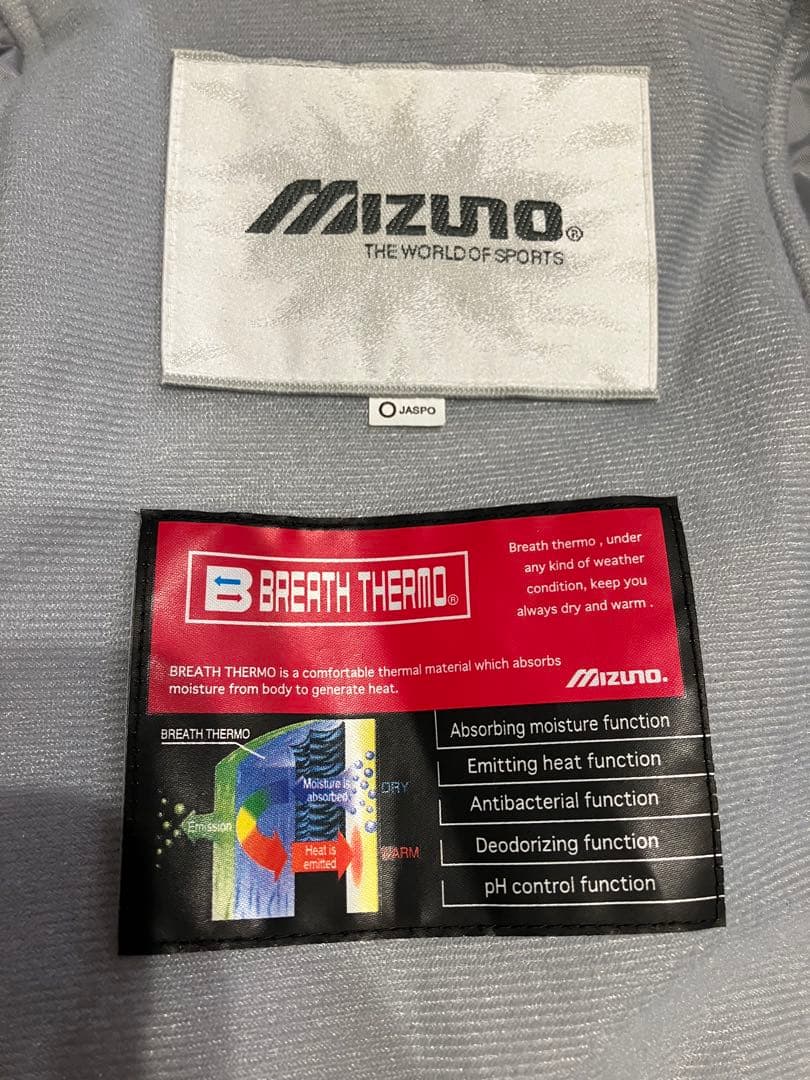 MIZUNO®
THE WORLD OF SPORTS
JASPO
B BREATH THERMO®
Breath thermo , under
any kind of weather
condition, keep you
always dry and warm .
BREATH THERMO is a comfortable thermal material which absorbs
moisture from body to generate heat.
MIZUNO.
BREATH THERMO
Moisture is
absorbed
DRY
Emission
Heat is
emitted
WARM
Absorbing moisture function
Emitting heat function
Antibacterial function
Deodorizing function
pH control function